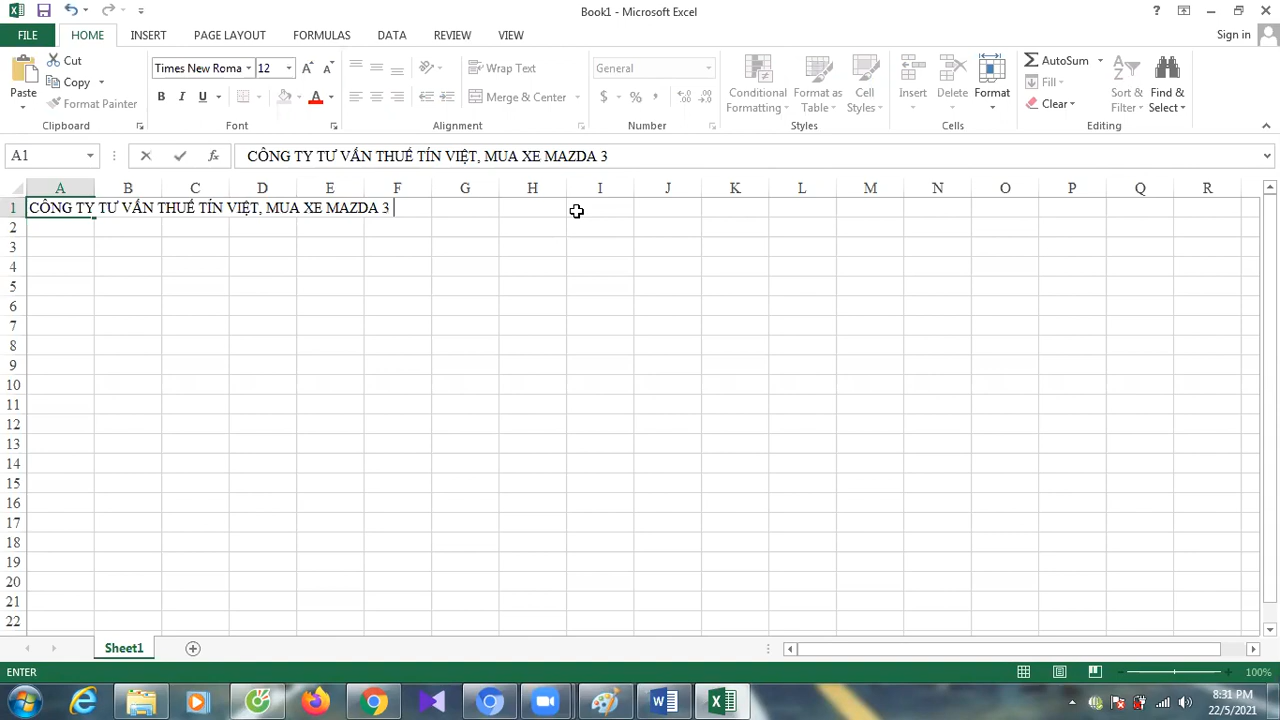 Book1 - Microsoft Excel
?
FILE HOME INSERT PAGE LAYOUT FORMULAS DATA REVIEW VIEW Sign in
Paste Cut Copy Format Painter Clipboard
Times New Roma 12 B I U A Font
Wrap Text Merge & Center Alignment
General $ % , Number
Conditional Formatting Format as Table Cell Styles Styles
Insert Delete Format Cells
AutoSum Fill Clear Sort & Filter Find & Select Editing
A1 fx CÔNG TY TƯ VẤN THUẾ TÍN VIỆT, MUA XE MAZDA 3
A B C D E F G H I J K L M N O P Q R
1 CÔNG TY TƯ VẤN THUẾ TÍN VIỆT, MUA XE MAZDA 3
2
3
4
5
6
7
8
9
10
11
12
13
14
15
16
17
18
19
20
21
22
Sheet1
ENTER 100%
8:31 PM
22/5/2021